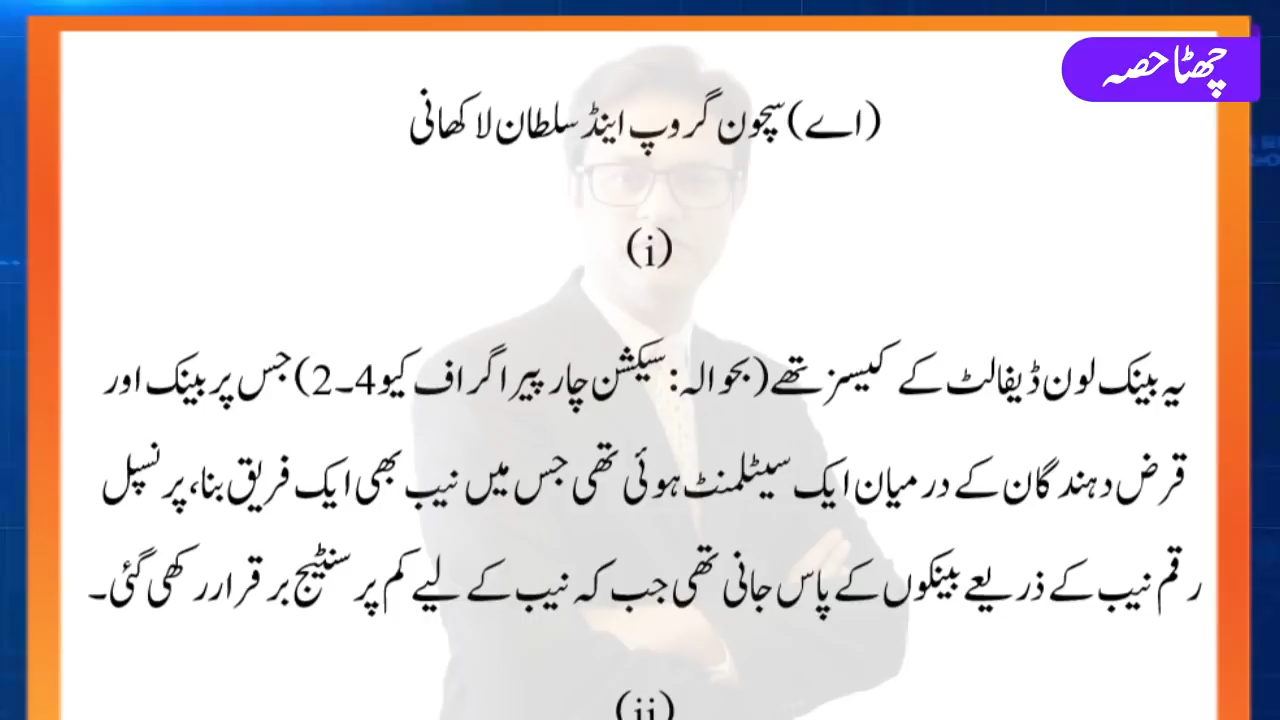 چھٹا حصہ
(اے) سچون گروپ اینڈ سلطان لاکھانی
(i)
یہ بینک لون ڈیفالٹ کے کیسز تھے (بحوالہ: سیکشن چار پیراگراف کیو4۔2) جس پر بینک اور
قرض دہندگان کے درمیان ایک سیٹلمنٹ ہوئی تھی جس میں نیب بھی ایک فریق بنا، پرنسپل
رقم نیب کے ذریعے بینکوں کے پاس جانی تھی جب کہ نیب کے لیے کم پرسنٹیج برقرار رکھی گئی۔
(ii)